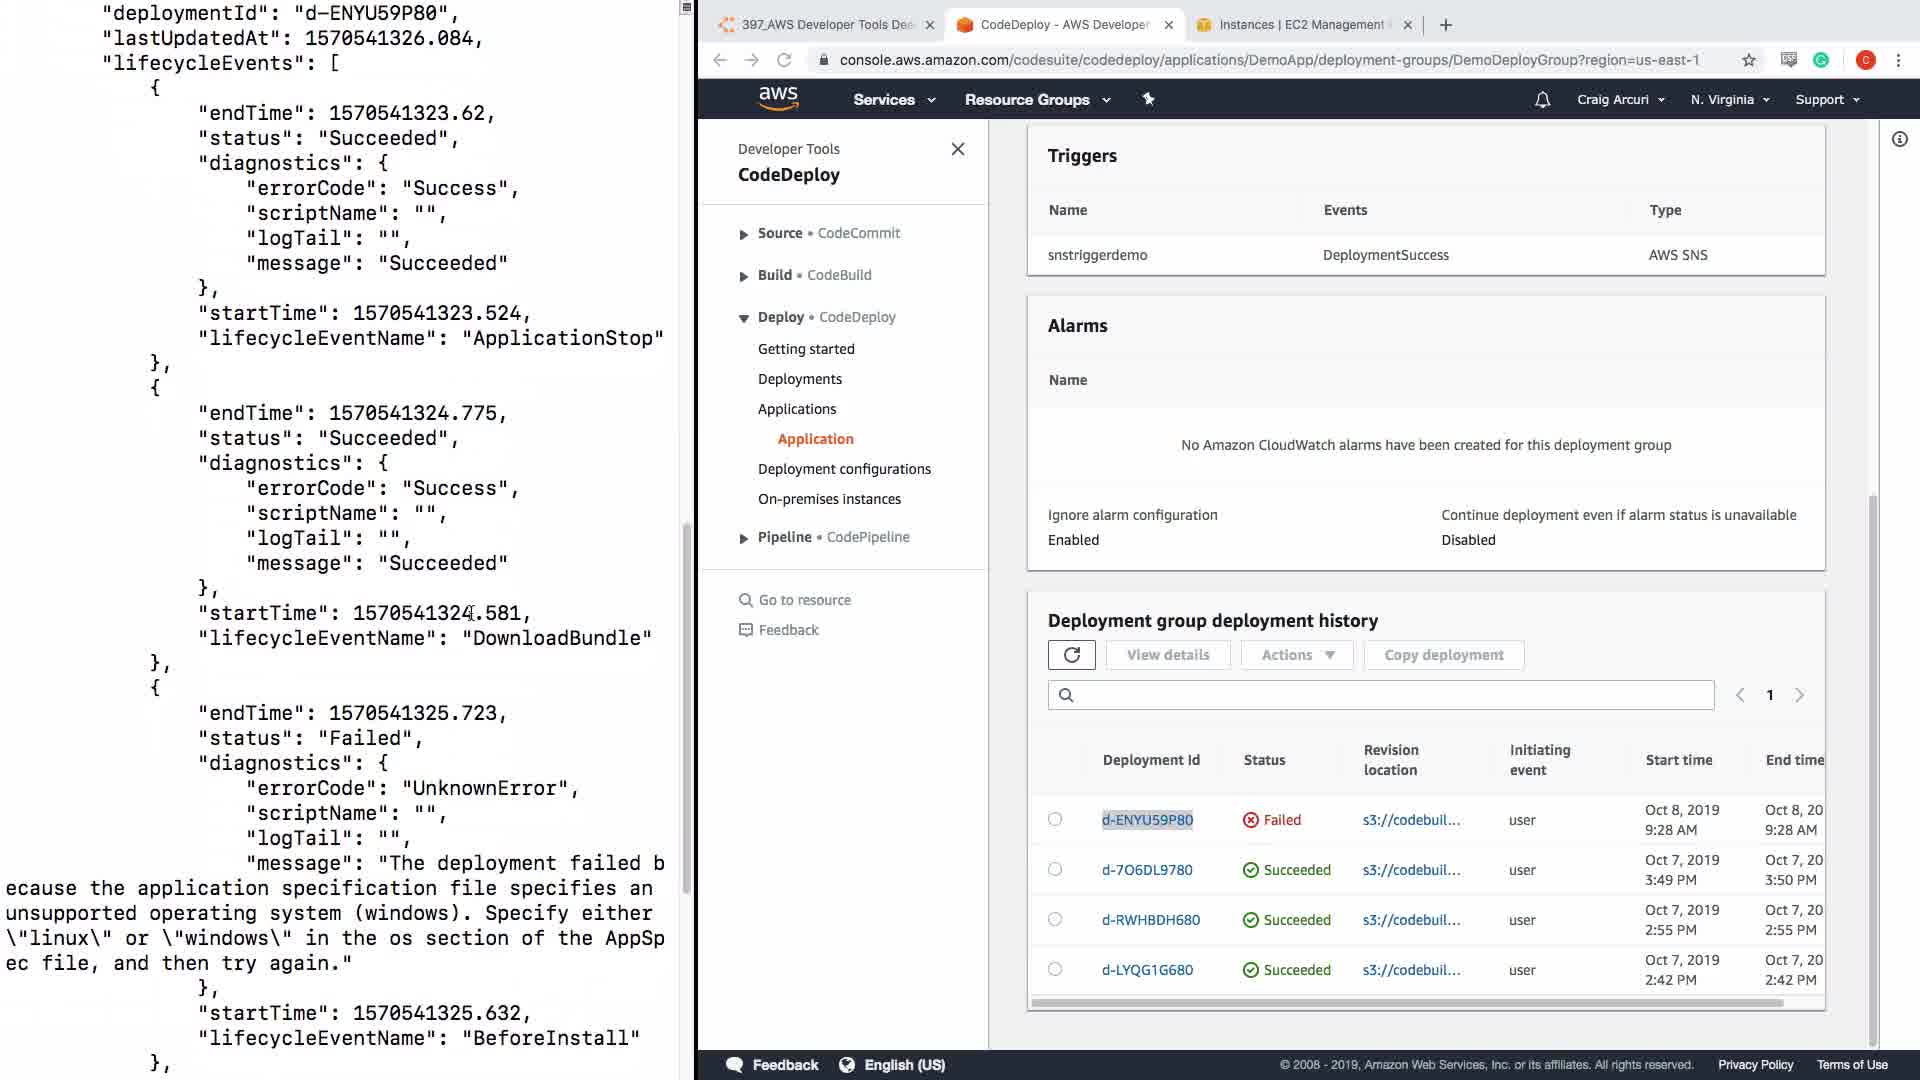 "deploymentId": "d-ENYU59P80",
"lastUpdatedAt": 1570541326.084,
"lifecycleEvents": [
{
"endTime": 1570541323.62,
"status": "Succeeded",
"diagnostics": {
"errorCode": "Success",
"scriptName": "",
"logTail": "",
"message": "Succeeded"
},
"startTime": 1570541323.524,
"lifecycleEventName": "ApplicationStop"
},
{
"endTime": 1570541324.775,
"status": "Succeeded",
"diagnostics": {
"errorCode": "Success",
"scriptName": "",
"logTail": "",
"message": "Succeeded"
},
"startTime": 1570541324.581,
"lifecycleEventName": "DownloadBundle"
},
{
"endTime": 1570541325.723,
"status": "Failed",
"diagnostics": {
"errorCode": "UnknownError",
"scriptName": "",
"logTail": "",
"message": "The deployment failed b
ecause the application specification file specifies an
unsupported operating system (windows). Specify either
\"linux\" or \"windows\" in the os section of the AppSp
ec file, and then try again."
},
"startTime": 1570541325.632,
"lifecycleEventName": "BeforeInstall"
},
397_AWS Developer Tools Dee
CodeDeploy - AWS Developer
Instances | EC2 Management
console.aws.amazon.com/codesuite/codedeploy/applications/DemoApp/deployment-groups/DemoDeployGroup?region=us-east-1
C
aws
Services
Resource Groups
Craig Arcuri
N. Virginia
Support
Developer Tools
CodeDeploy
Source • CodeCommit
Build • CodeBuild
Deploy • CodeDeploy
Getting started
Deployments
Applications
Application
Deployment configurations
On-premises instances
Pipeline • CodePipeline
Go to resource
Feedback
Triggers
Name Events Type
snstriggerdemo DeploymentSuccess AWS SNS
Alarms
Name
No Amazon CloudWatch alarms have been created for this deployment group
Ignore alarm configuration
Enabled
Continue deployment even if alarm status is unavailable
Disabled
Deployment group deployment history
View details
Actions
Copy deployment
1
Deployment Id Status Revision location Initiating event Start time End time
d-ENYU59P80 Failed s3://codebuil... user Oct 8, 2019 9:28 AM Oct 8, 20 9:28 AM
d-7O6DL9780 Succeeded s3://codebuil... user Oct 7, 2019 3:49 PM Oct 7, 20 3:50 PM
d-RWHBDH680 Succeeded s3://codebuil... user Oct 7, 2019 2:55 PM Oct 7, 20 2:55 PM
d-LYQG1G680 Succeeded s3://codebuil... user Oct 7, 2019 2:42 PM Oct 7, 20 2:42 PM
Feedback
English (US)
© 2008 - 2019, Amazon Web Services, Inc. or its affiliates. All rights reserved.
Privacy Policy
Terms of Use